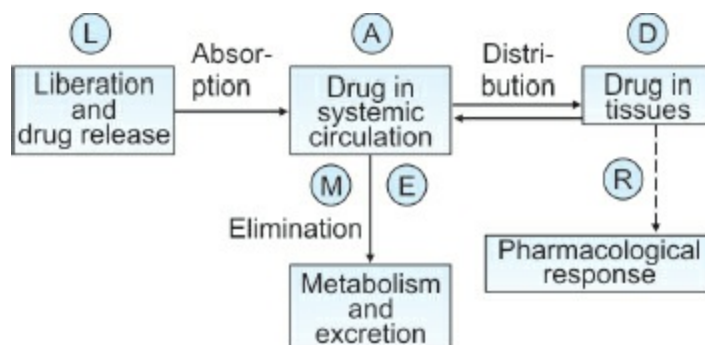 L
A
D
Absor-
ption
Distri-
bution
Liberation
and
drug release
Drug in
systemic
circulation
Drug in
tissues
M
E
R
Elimination
Pharmacological
response
Metabolism
and
excretion